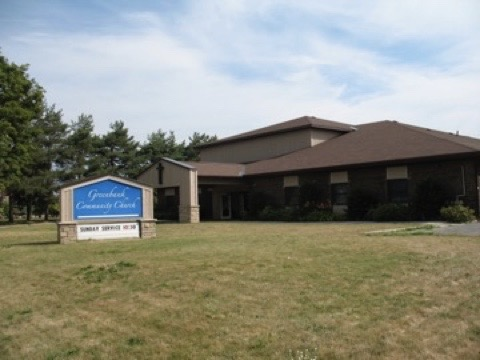 Greenbank
Community Church
SUNDAY SERVICE 10:30